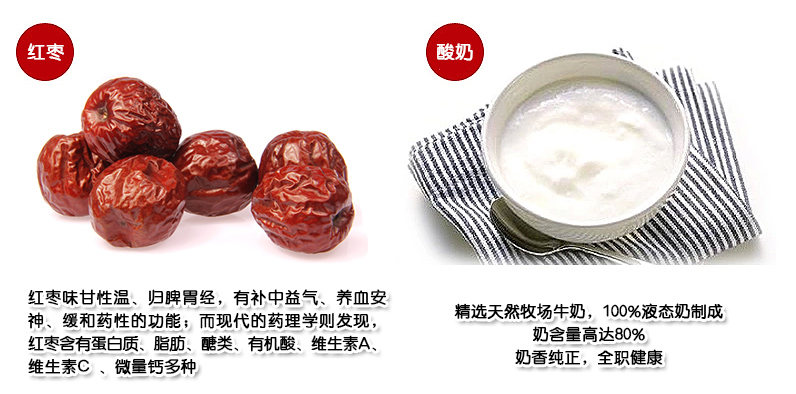 红枣
酸奶
红枣味甘性温、归脾胃经，有补中益气、养血安
神、缓和药性的功能；而现代的药理学则发现，
红枣含有蛋白质、脂肪、醣类、有机酸、维生素A、
维生素C 、微量钙多种
精选天然牧场牛奶，100%液态奶制成
奶含量高达80%
奶香纯正，全职健康